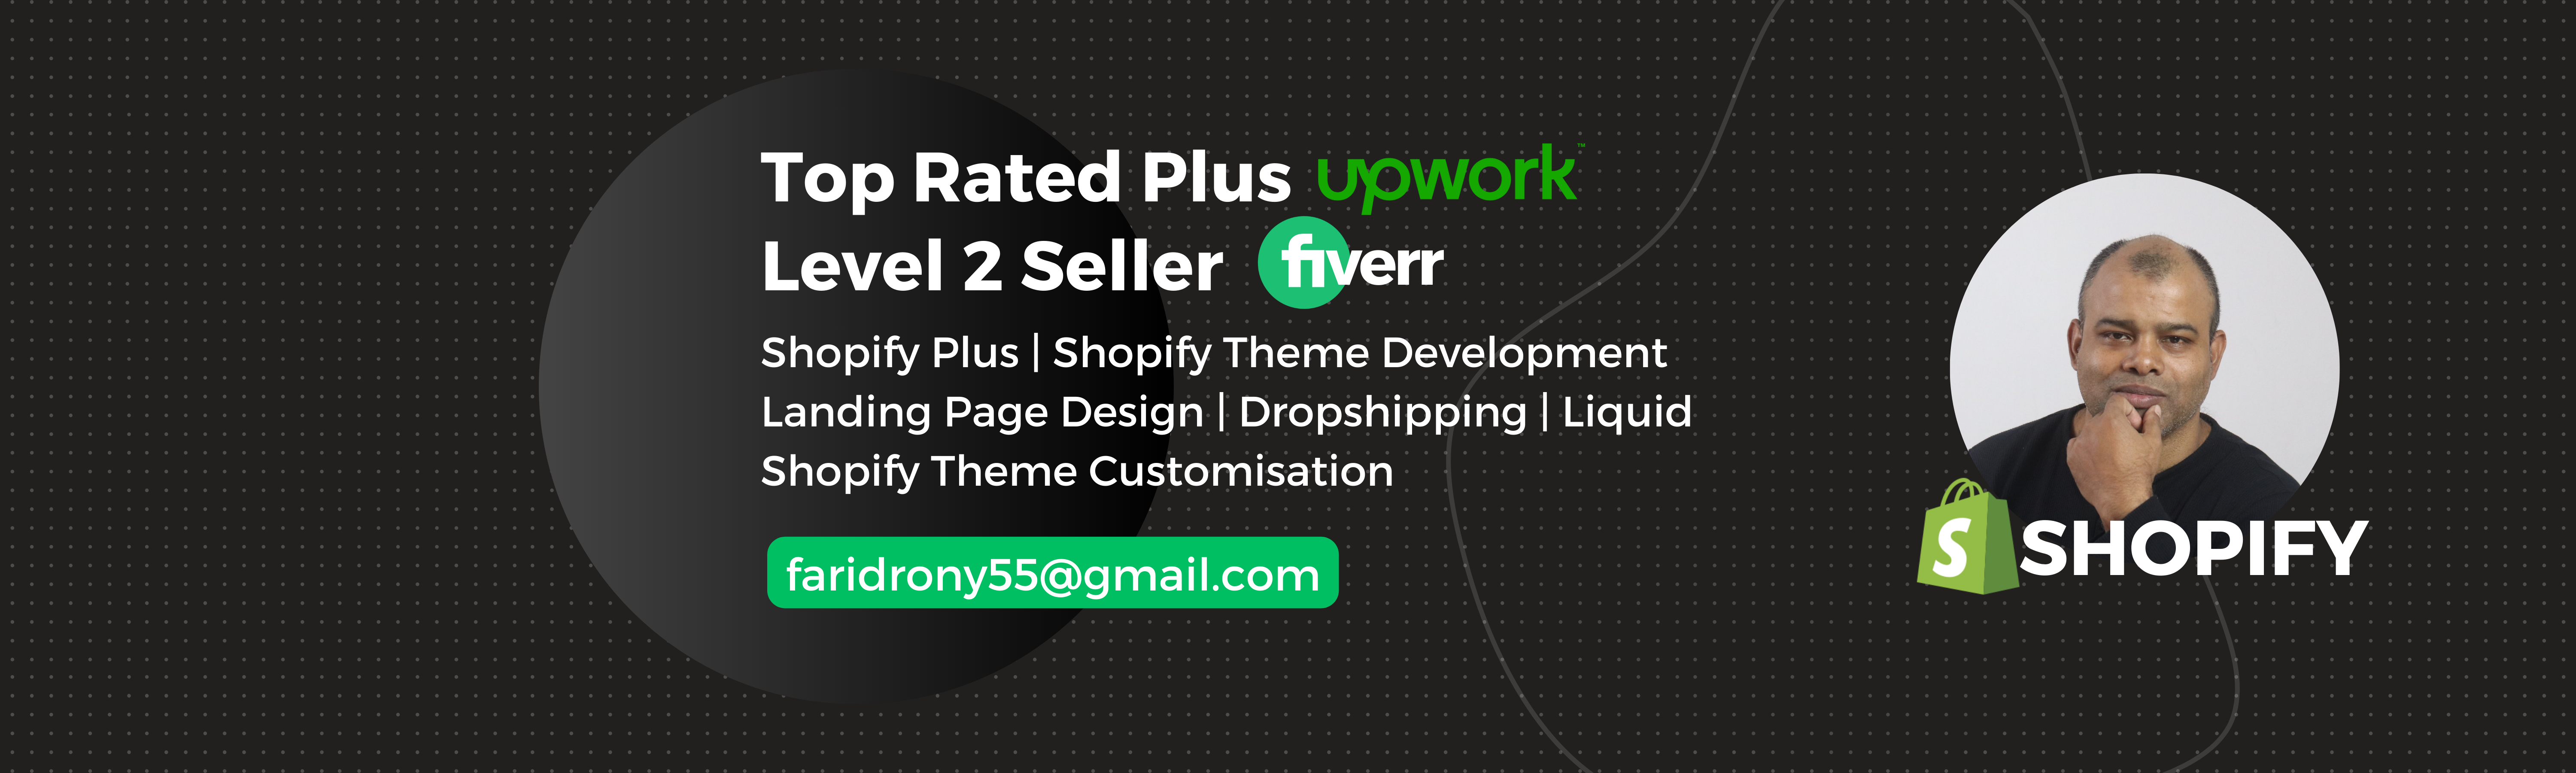 Top Rated Plus upwork™
Level 2 Seller fiverr
Shopify Plus | Shopify Theme Development
Landing Page Design | Dropshipping | Liquid
Shopify Theme Customisation
faridrony55@gmail.com
S SHOPIFY